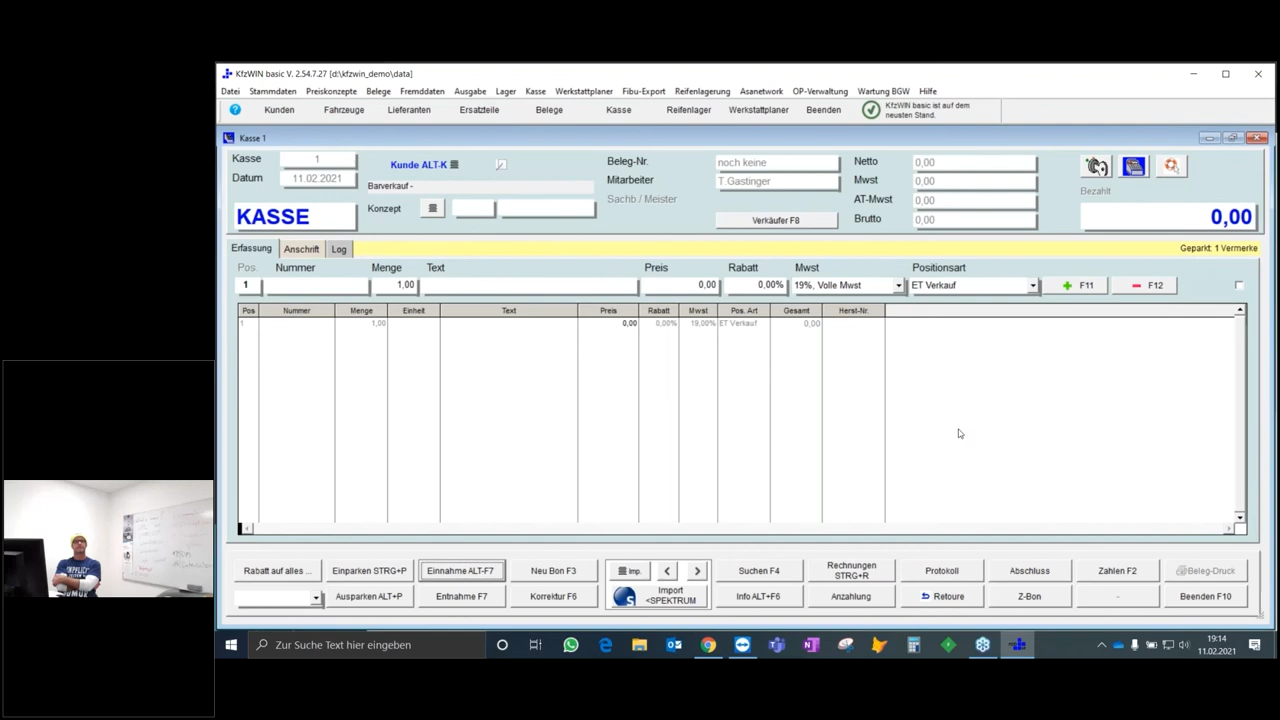 KfzWIN basic V. 2.54.7.27 [d:\kfzwin_demo\data]
Datei Stammdaten Preiskonzepte Belege Fremddaten Ausgabe Lager Kasse Werkstattplaner Fibu-Export Reifenlagerung Asanetwork OP-Verwaltung Wartung BGW Hilfe
Kunden Fahrzeuge Lieferanten Ersatzteile Belege Kasse Reifenlager Werkstattplaner Beenden KfzWIN basic ist auf dem
neusten Stand.
Kasse 1
Kasse 1 Kunde ALT-K Beleg-Nr. noch keine Netto 0,00
Datum 11.02.2021 Barverkauf - Mitarbeiter T.Gastinger Mwst 0,00 Bezahlt
Sachb / Meister AT-Mwst 0,00
KASSE Konzept Verkäufer F8 Brutto 0,00 0,00
Erfassung Anschrift Log Geparkt: 1 Vermerke
Pos. Nummer Menge Text Preis Rabatt Mwst Positionsart
1 1,00 0,00 0,00% 19%, Volle Mwst ET Verkauf F11 F12
Pos Nummer Menge Einheit Text Preis Rabatt Mwst Pos. Art Gesamt Herst-Nr.
1 1,00 0,00 0,00% 19,00% ET Verkauf 0,00
Rabatt auf alles ... Einparken STRG+P Einnahme ALT-F7 Neu Bon F3 Imp. Suchen F4 Rechnungen
STRG+R Protokoll Abschluss Zahlen F2 Beleg-Druck
Ausparken ALT+P Entnahme F7 Korrektur F6 Import
<SPEKTRUM Info ALT+F6 Anzahlung Retoure Z-Bon - Beenden F10
Zur Suche Text hier eingeben 19:14
11.02.2021